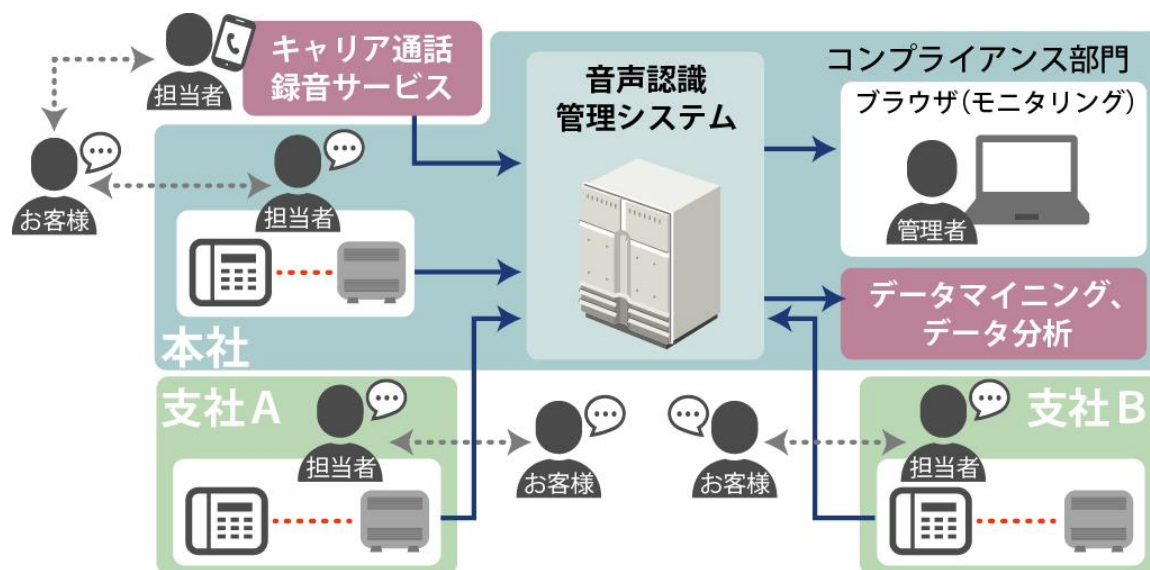 キャリア通話
録音サービス
担当者
お客様
担当者
本社
音声認識
管理システム
コンプライアンス部門
ブラウザ（モニタリング）
管理者
データマイニング、
データ分析
支社A
担当者
お客様
お客様
支社B
担当者